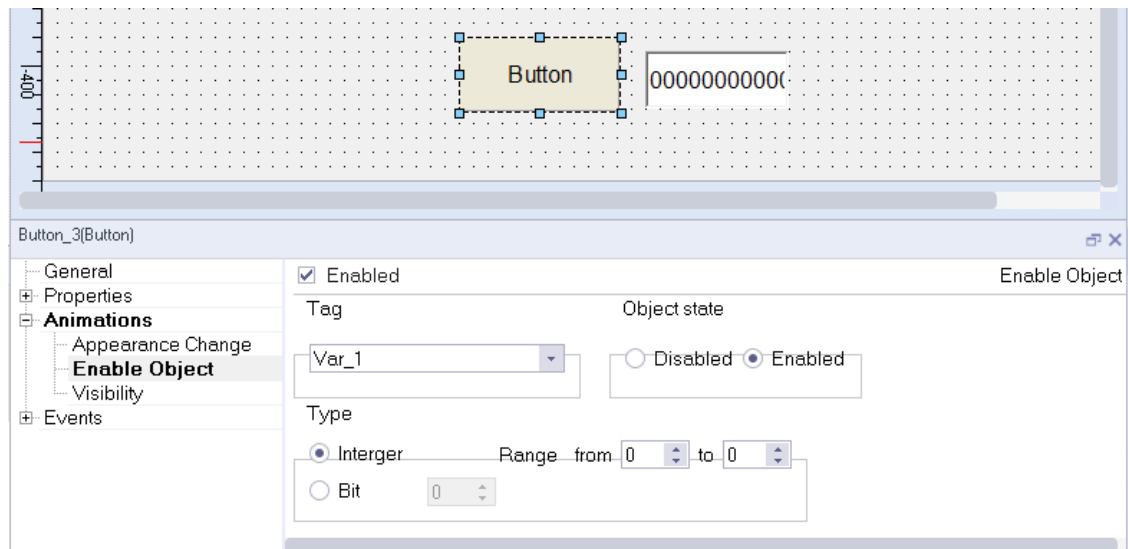 Button
00000000000
-400
Button_3(Button)
General
Properties
Animations
Appearance Change
Enable Object
Visibility
Events
Enabled
Enable Object
Tag
Object state
Var_1
Disabled
Enabled
Type
Interger
Range from 0 to 0
Bit
0